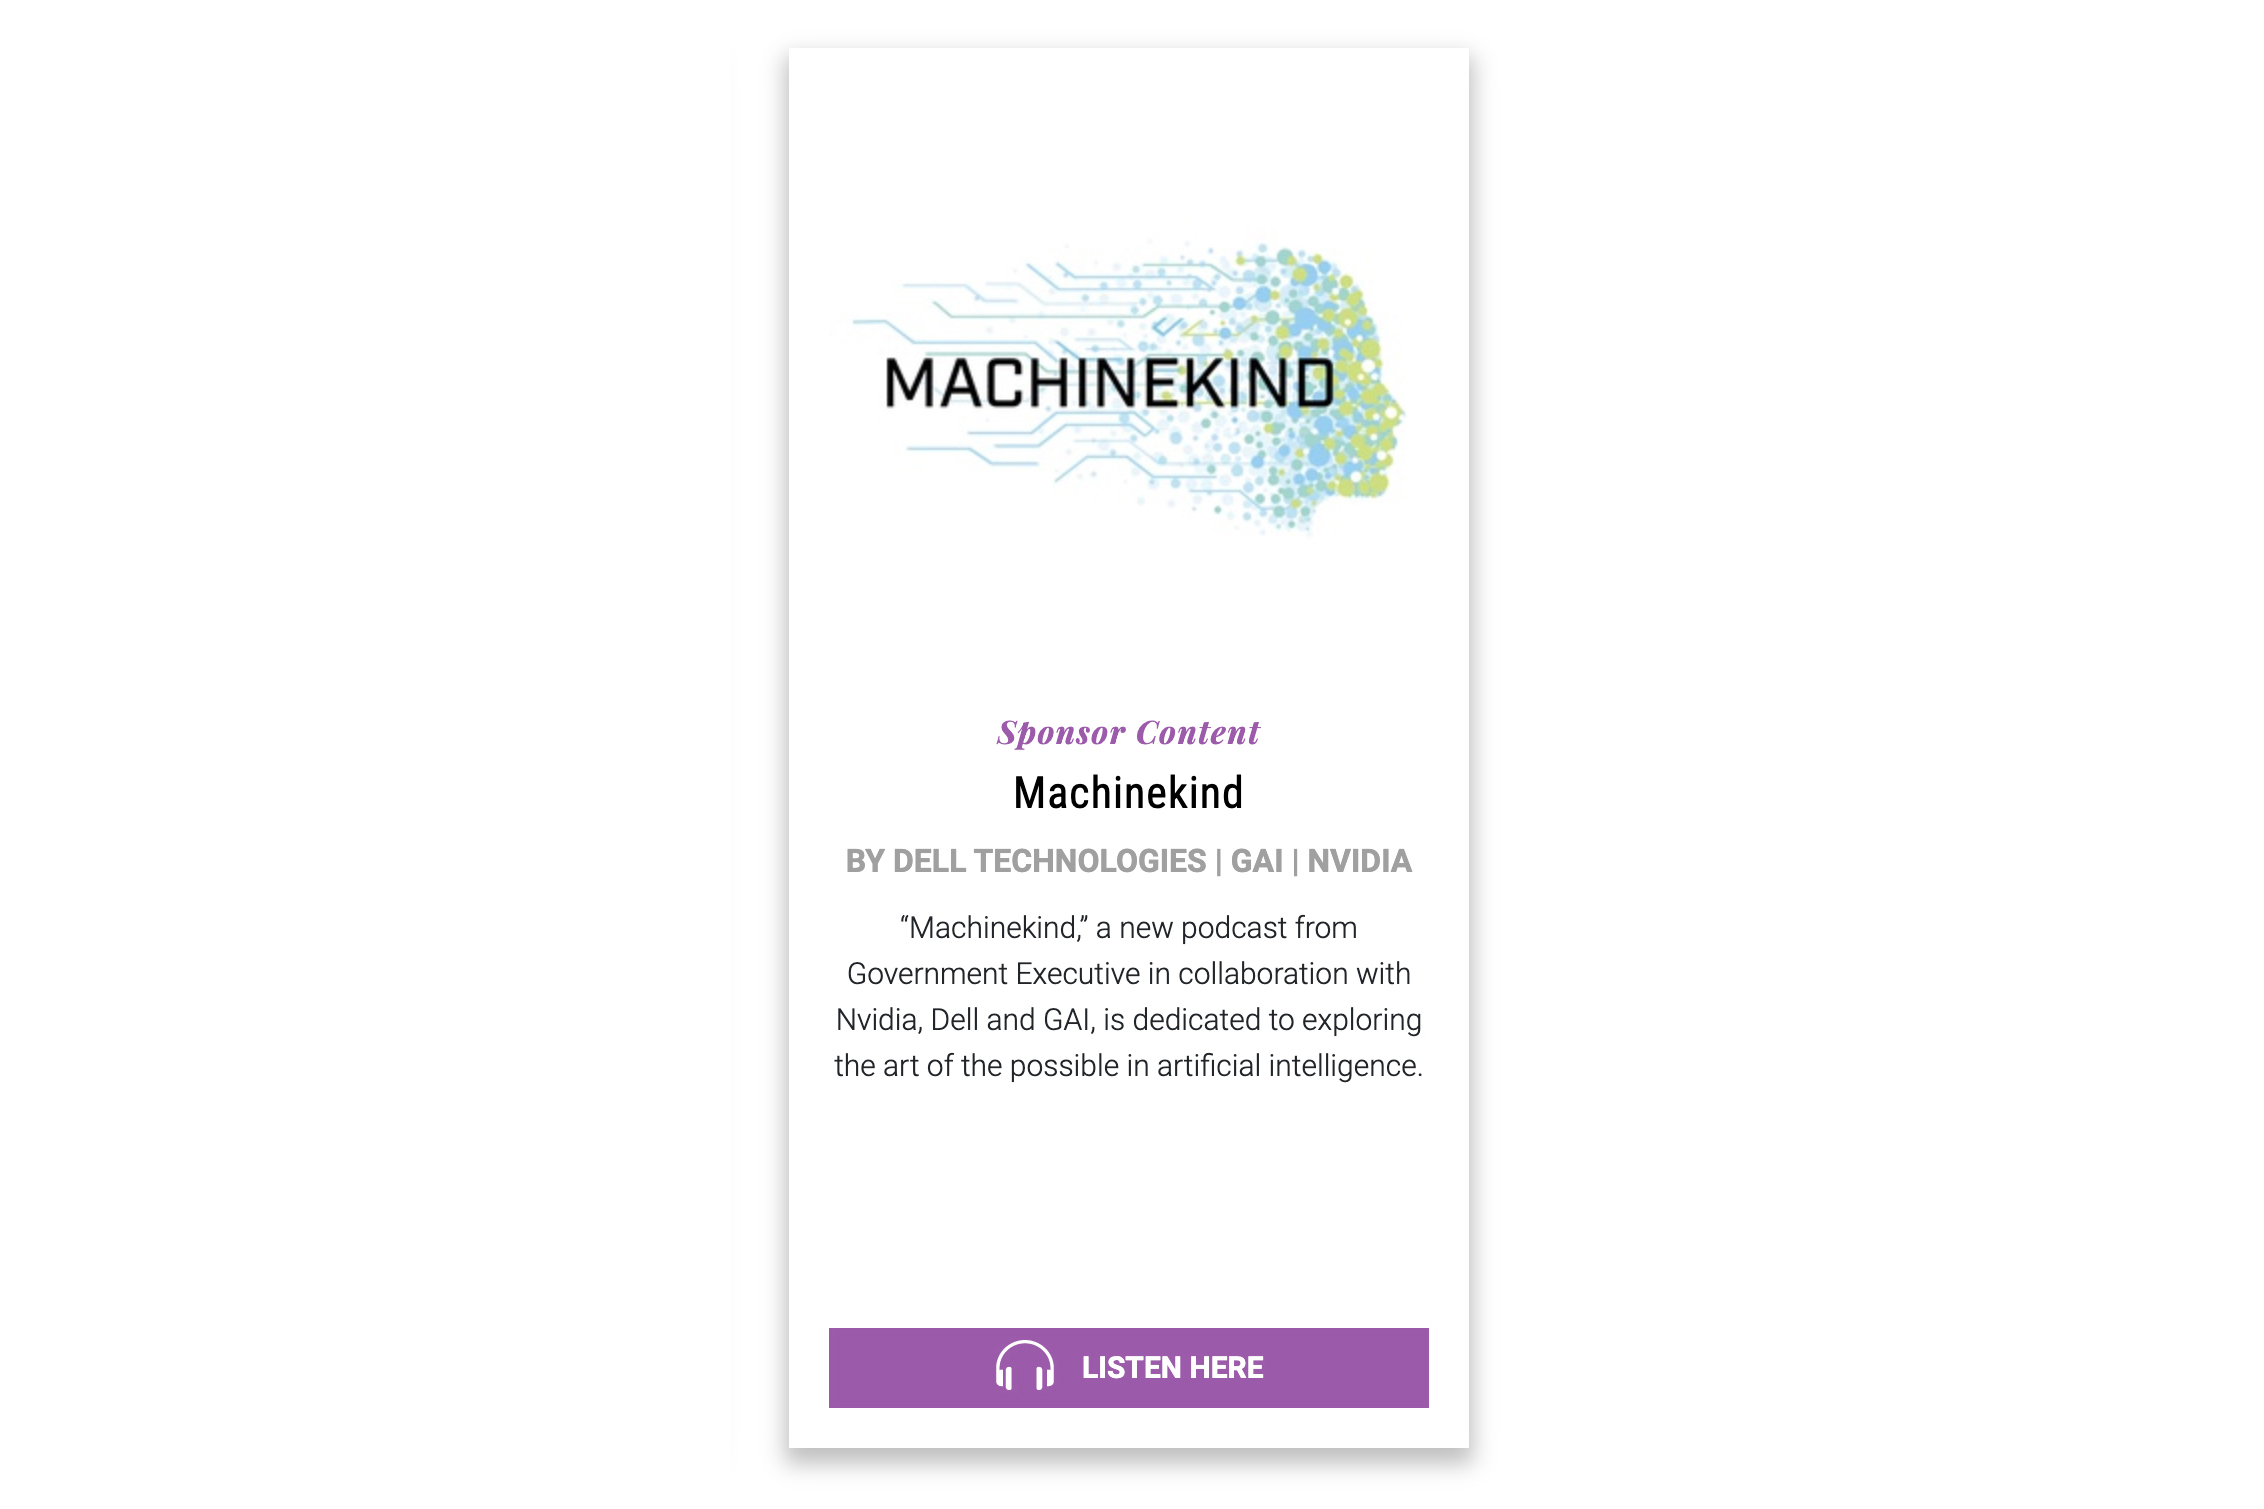 MACHINEKIND
Sponsor Content
Machinekind
BY DELL TECHNOLOGIES | GAI | NVIDIA
“Machinekind,” a new podcast from
Government Executive in collaboration with
Nvidia, Dell and GAI, is dedicated to exploring
the art of the possible in artificial intelligence.
LISTEN HERE